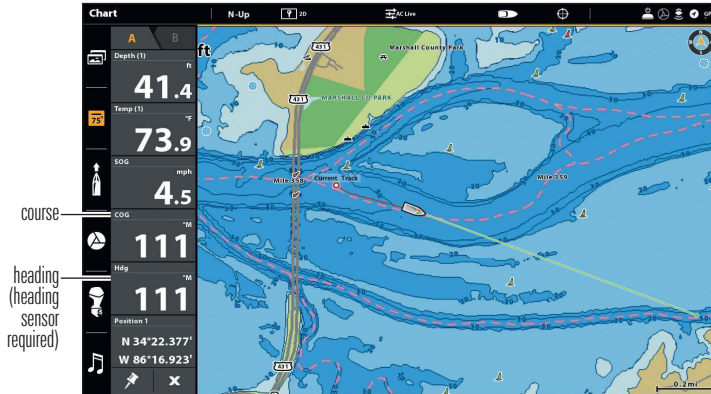 Chart
N-Up
2D
AC Live
A
B
ft
Depth (1)
ft
41.4
75°
Temp (1)
°F
73.9
SOG
mph
4.5
course
COG
°M
111
heading
(heading
sensor
required)
Hdg
°M
111
Position 1
N 34°22.377'
W 86°16.923'
X
431
Marshall County Park
431
MARSHALL CO PARK
Mile 358
Current Track
Mile 359
431
0.2mi